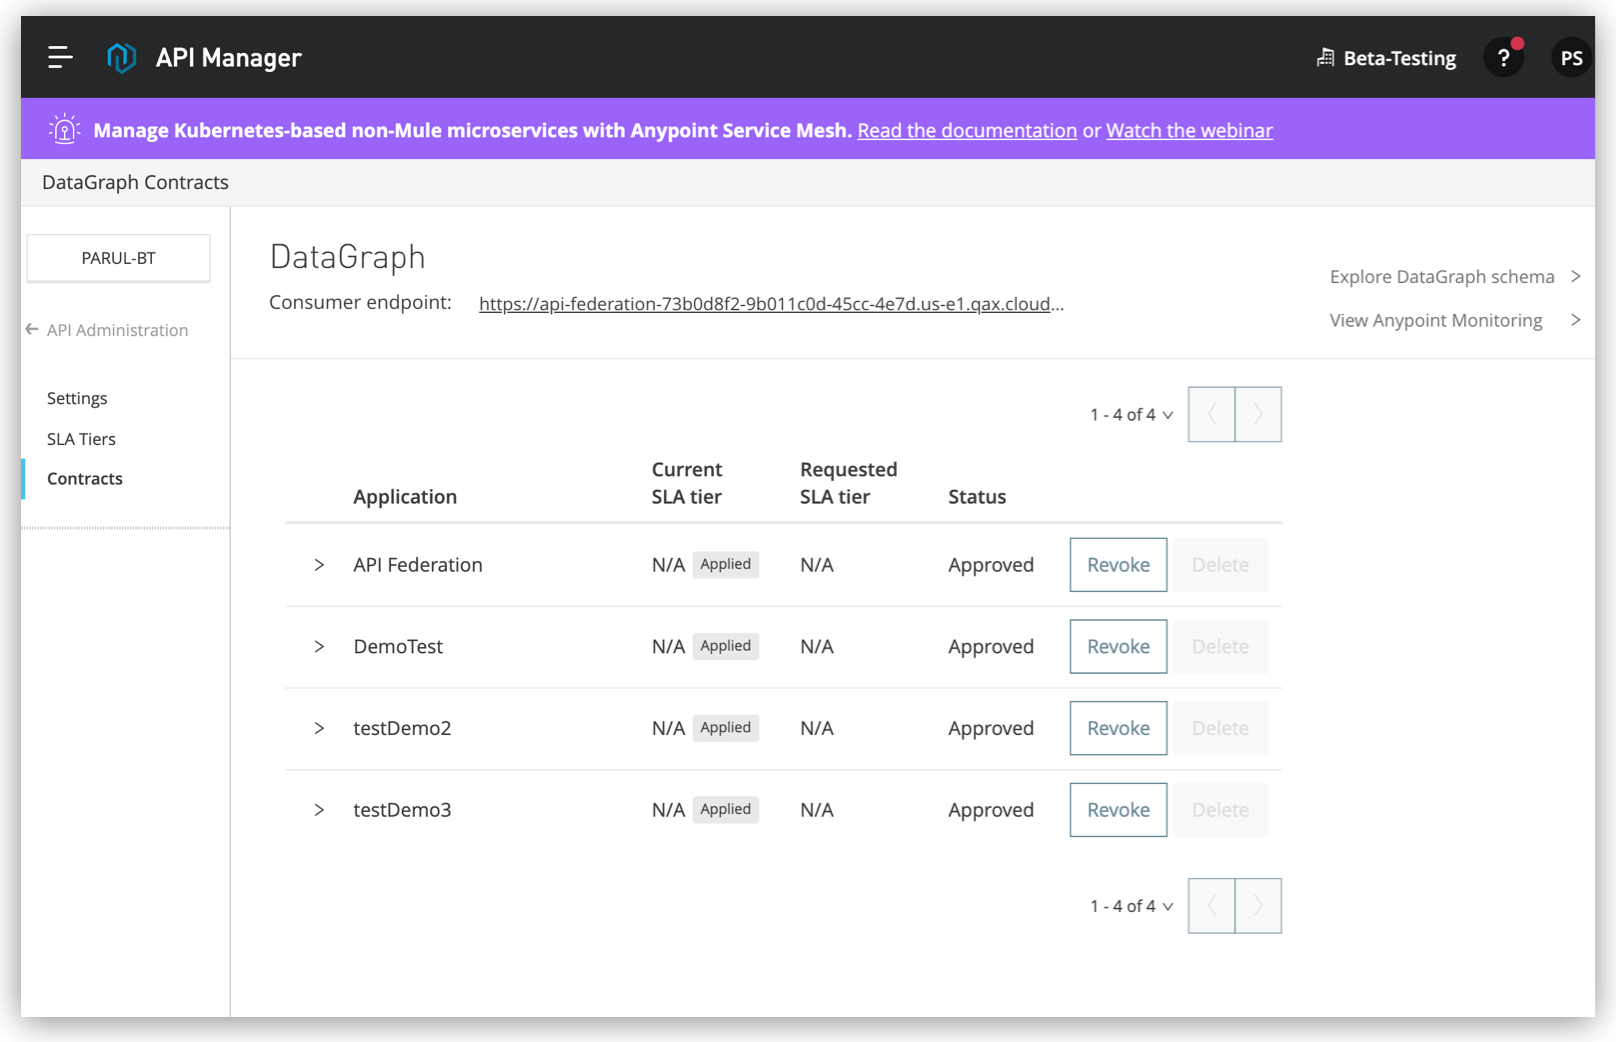 API Manager
Beta-Testing
?
PS
Manage Kubernetes-based non-Mule microservices with Anypoint Service Mesh. Read the documentation or Watch the webinar
DataGraph Contracts
PARUL-BT
API Administration
Settings
SLA Tiers
Contracts
DataGraph
Consumer endpoint: https://api-federation-73b0d8f2-9b011c0d-45cc-4e7d.us-e1.qax.cloud...
Explore DataGraph schema
View Anypoint Monitoring
1 - 4 of 4
Application Current SLA tier Requested SLA tier Status
API Federation N/A Applied N/A Approved Revoke Delete
DemoTest N/A Applied N/A Approved Revoke Delete
testDemo2 N/A Applied N/A Approved Revoke Delete
testDemo3 N/A Applied N/A Approved Revoke Delete
1 - 4 of 4